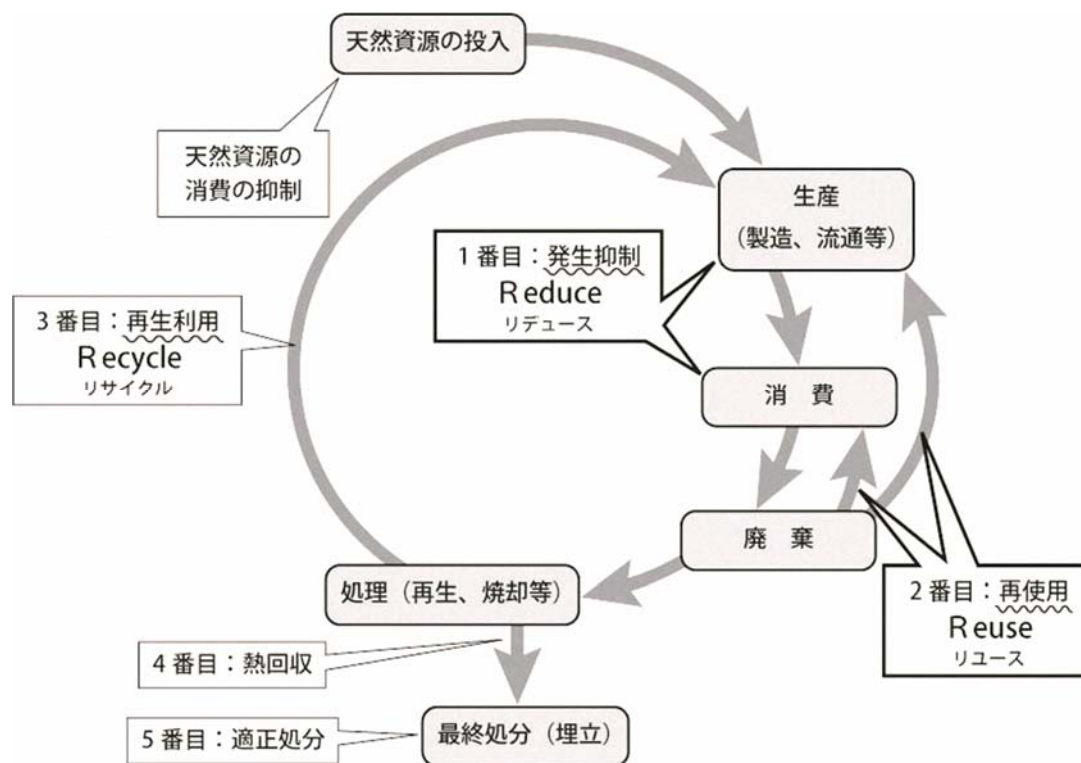 天然資源の投入
天然資源の
消費の抑制
生産
（製造、流通等）
1番目：発生抑制
Reduce
リデュース
3番目：再生利用
Recycle
リサイクル
消　費
廃　棄
処理（再生、焼却等）
2番目：再使用
Reuse
リユース
4番目：熱回収
最終処分（埋立）
5番目：適正処分